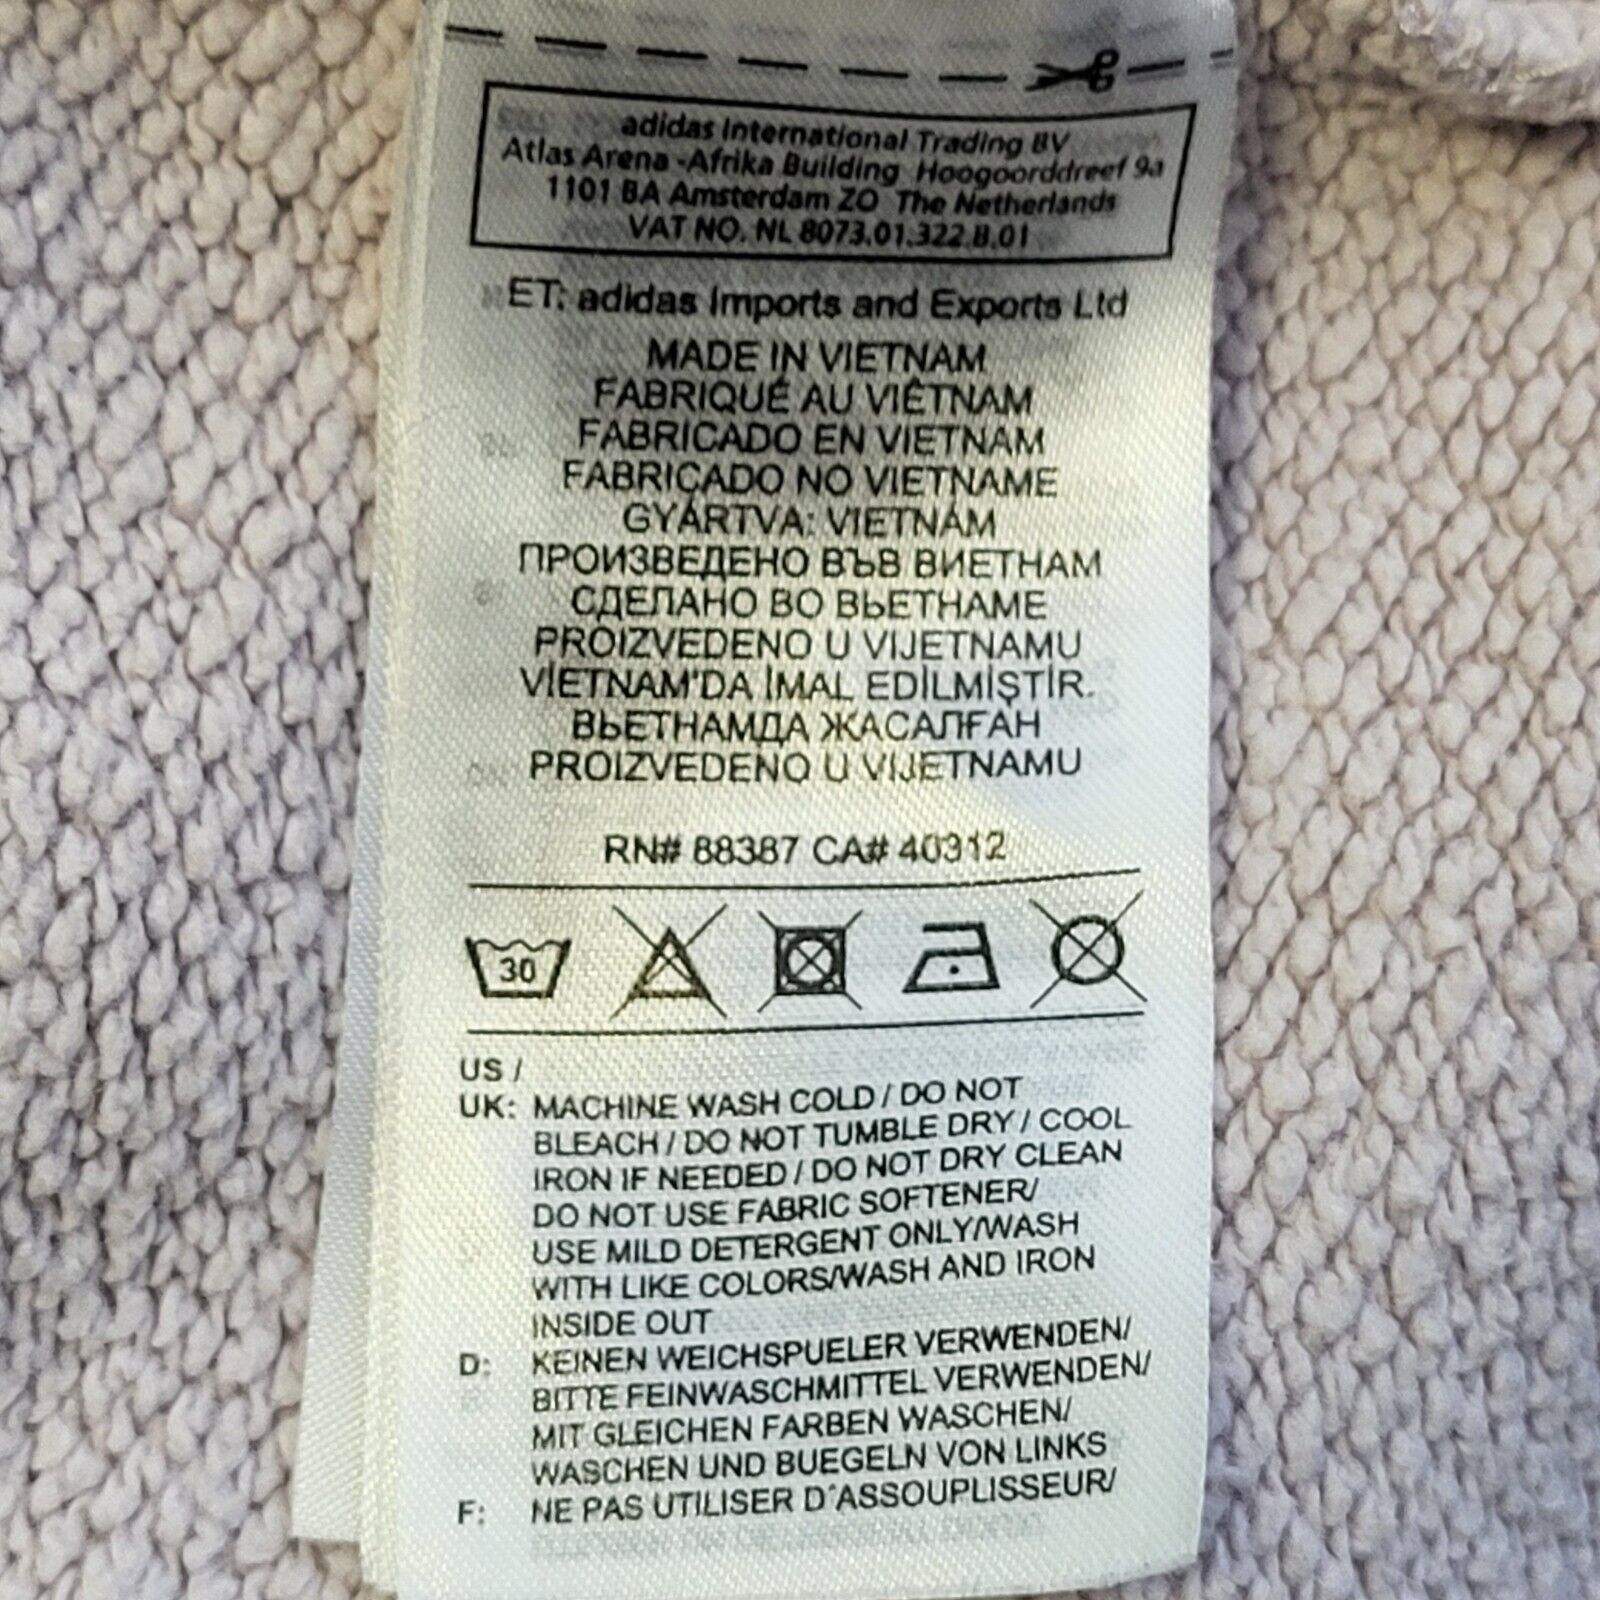 adidas International Trading BV
Atlas Arena -Afrika Building Hoogoorddreef 9a
1101 BA Amsterdam ZO The Netherlands
VAT NO. NL 8073.01.322.B.01
ET: adidas Imports and Exports Ltd
MADE IN VIETNAM
FABRIQUÉ AU VIÊTNAM
FABRICADO EN VIETNAM
FABRICADO NO VIETNAME
GYÁRTVA: VIETNÁM
ПРОИЗВЕДЕНО ВЪВ ВИЕТНАМ
СДЕЛАНО ВО ВЬЕТНАМЕ
PROIZVEDENO U VIJETNAMU
VİETNAM'DA İMAL EDİLMİŞTİR.
ВЬЕТНАМДА ЖАСАЛҒАН
PROIZVEDENO U VIJETNAMU
RN# 88387 CA# 40312
30
US /
UK: MACHINE WASH COLD / DO NOT
BLEACH / DO NOT TUMBLE DRY / COOL
IRON IF NEEDED / DO NOT DRY CLEAN
DO NOT USE FABRIC SOFTENER/
USE MILD DETERGENT ONLY/WASH
WITH LIKE COLORS/WASH AND IRON
INSIDE OUT
D: KEINEN WEICHSPUELER VERWENDEN/
BITTE FEINWASCHMITTEL VERWENDEN/
MIT GLEICHEN FARBEN WASCHEN/
WASCHEN UND BUEGELN VON LINKS
F: NE PAS UTILISER D´ASSOUPLISSEUR/